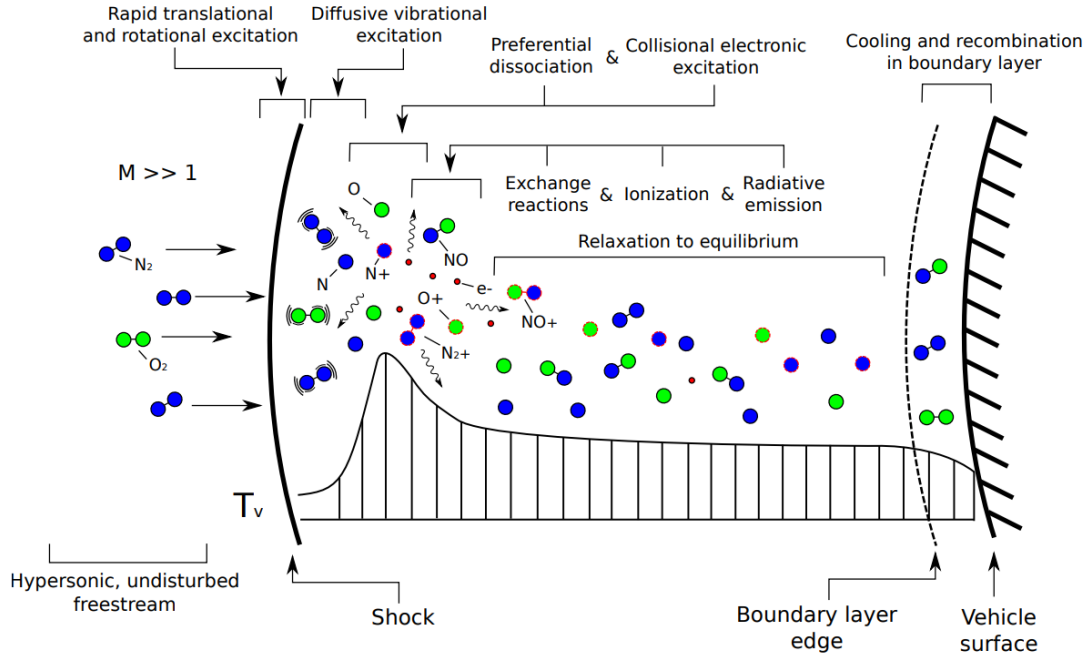 Rapid translational
and rotational excitation
Diffusive vibrational
excitation
Preferential
dissociation
&
Collisional electronic
excitation
Cooling and recombination
in boundary layer
M >> 1
Exchange
reactions
&
Ionization
&
Radiative
emission
Relaxation to equilibrium
O
N₂
N
N+
NO
e-
O+
NO+
O₂
N₂+
Tᵥ
Hypersonic, undisturbed
freestream
Shock
Boundary layer
edge
Vehicle
surface